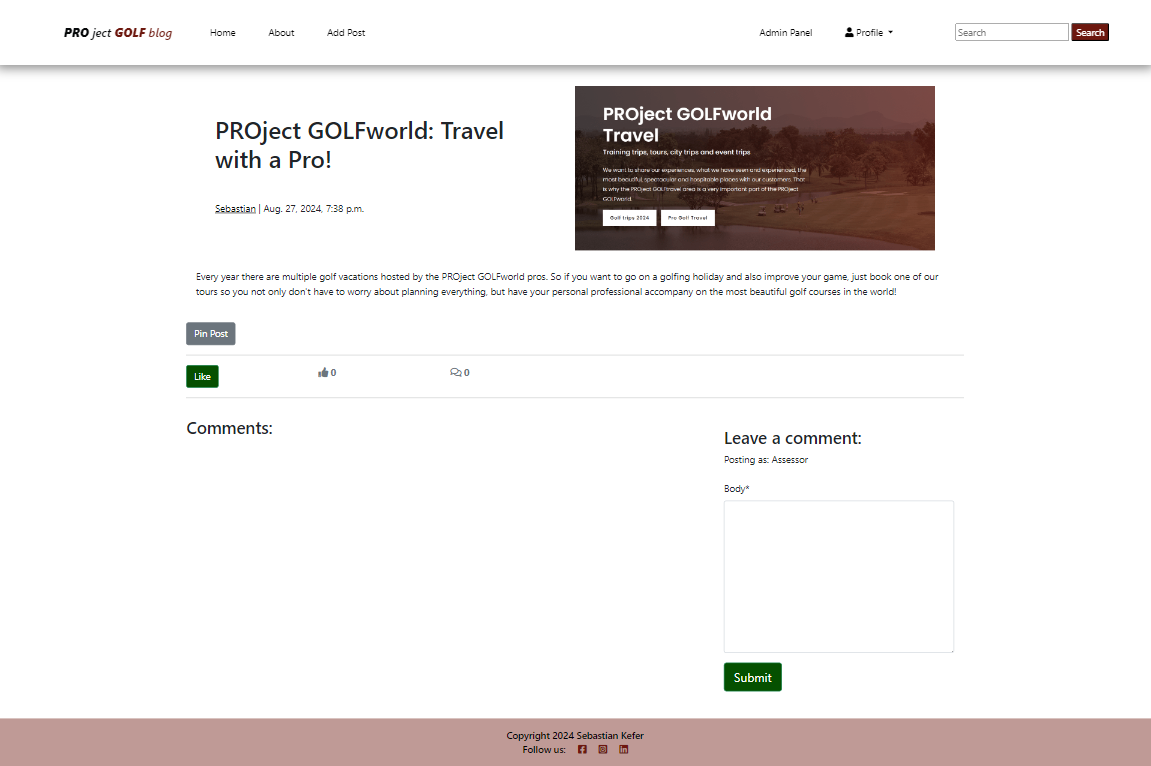 PRO ject GOLF blog
Home
About
Add Post
Admin Panel
Profile
Search
Search
PROject GOLFworld: Travel
with a Pro!
Sebastian | Aug. 27, 2024, 7:38 p.m.
PROject GOLFworld
Travel
Training trips, tours, city trips and event trips
We want to share our experiences, what we have seen and experienced, the
most beautiful, spectacular and hospitable places with our customers. That
is why the PROject GOLFtravel area is a very important part of the PROject
GOLFworld.
Golf trips 2024
Pro Golf Travel
Every year there are multiple golf vacations hosted by the PROject GOLFworld pros. So if you want to go on a golfing holiday and also improve your game, just book one of our
tours so you not only don't have to worry about planning everything, but have your personal professional accompany on the most beautiful golf courses in the world!
Pin Post
Like
0
0
Comments:
Leave a comment:
Posting as: Assessor
Body*
Submit
Copyright 2024 Sebastian Kefer
Follow us: